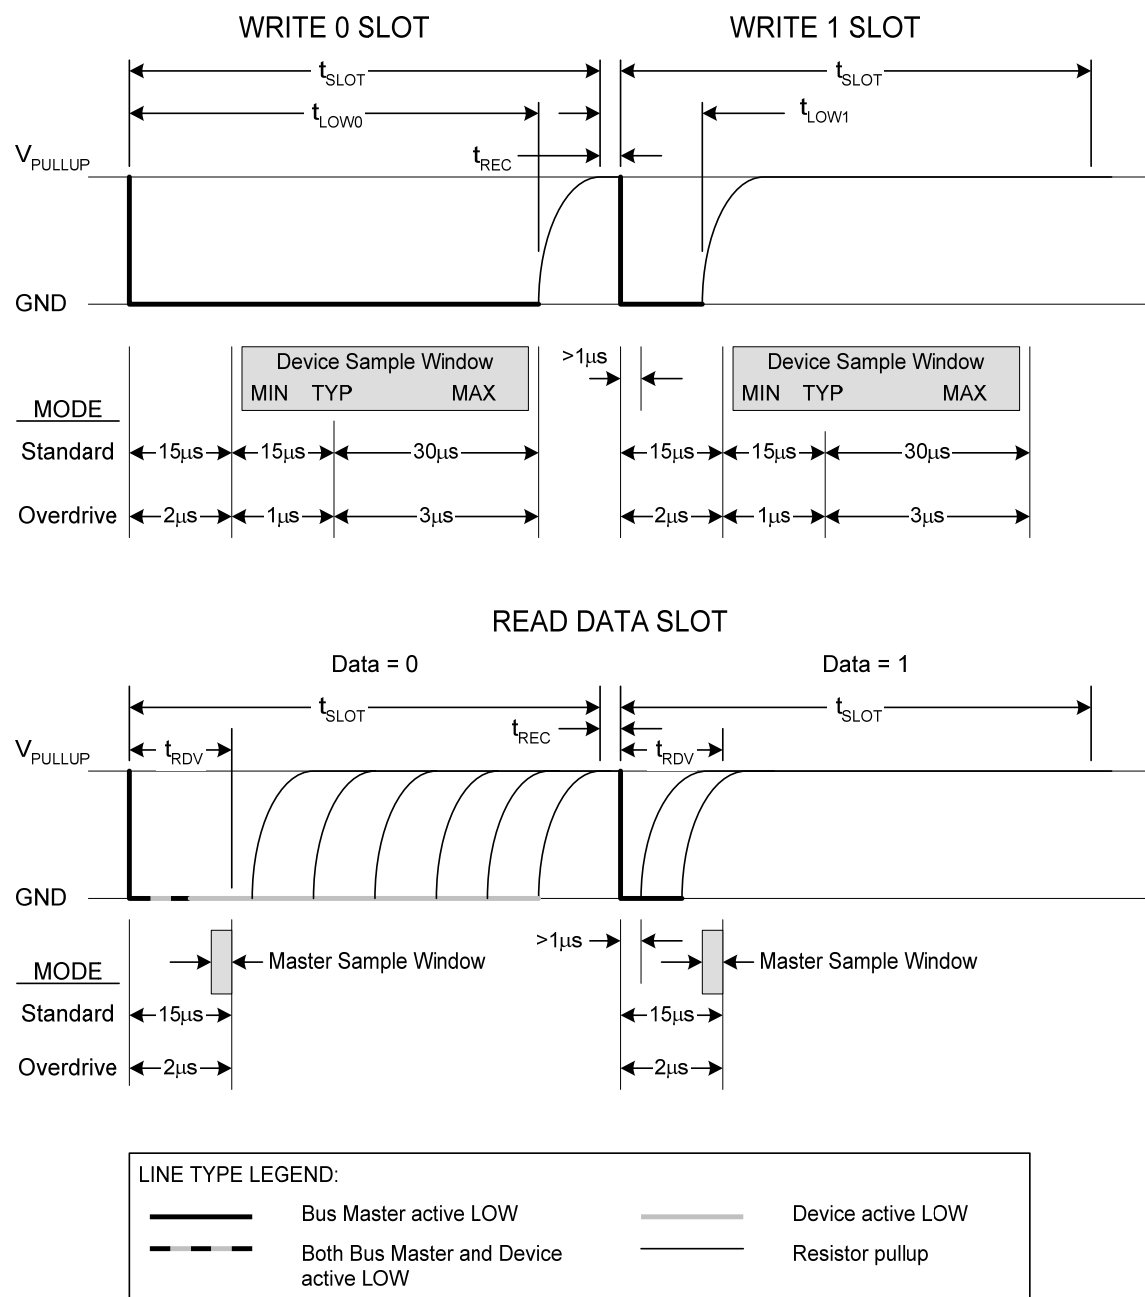 WRITE 0 SLOT WRITE 1 SLOT
tSLOT tSLOT
tLOW0 tLOW1
VPULLUP tREC
GND
Device Sample Window >1µs Device Sample Window
MIN TYP MAX MIN TYP MAX
MODE
Standard 15µs 15µs 30µs 15µs 15µs 30µs
Overdrive 2µs 1µs 3µs 2µs 1µs 3µs
READ DATA SLOT
Data = 0 Data = 1
tSLOT tSLOT
tREC
VPULLUP tRDV tRDV
GND
>1µs
Master Sample Window Master Sample Window
MODE
Standard 15µs 15µs
Overdrive 2µs 2µs
LINE TYPE LEGEND:
Bus Master active LOW Device active LOW
Both Bus Master and Device Resistor pullup
active LOW